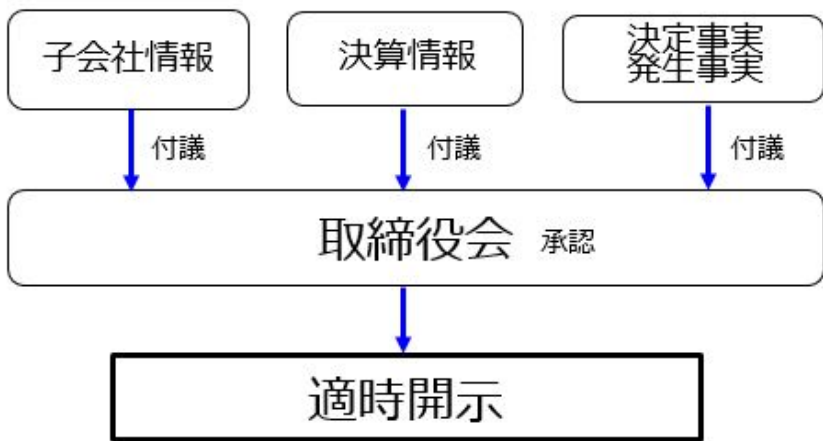 子会社情報
決算情報
決定事実
発生事実
付議
付議
付議
取締役会 承認
適時開示